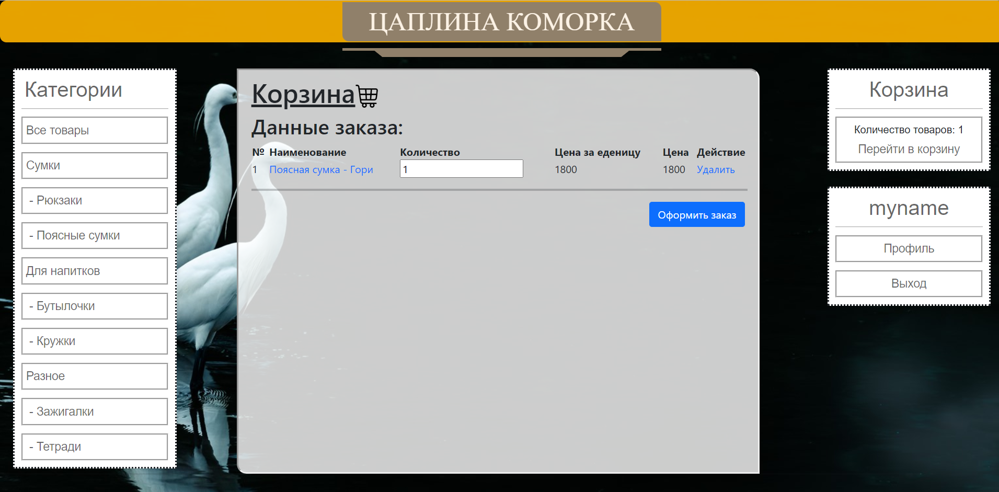 ЦАПЛИНА КОМОРКА
Категории
Все товары
Сумки
- Рюкзаки
- Поясные сумки
Для напитков
- Бутылочки
- Кружки
Разное
- Зажигалки
- Тетради
Корзина
Данные заказа:
№ Наименование Количество Цена за еденицу Цена Действие
1 Поясная сумка - Гори 1 1800 1800 Удалить
Оформить заказ
Корзина
Количество товаров: 1
Перейти в корзину
myname
Профиль
Выход